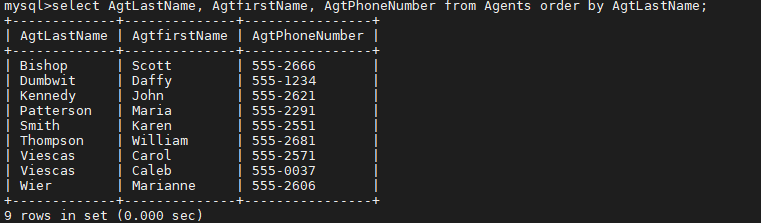 mysql>select AgtLastName, AgtfirstName, AgtPhoneNumber from Agents order by AgtLastName;
+-------------+--------------+----------------+
| AgtLastName | AgtfirstName | AgtPhoneNumber |
+-------------+--------------+----------------+
| Bishop      | Scott        | 555-2666       |
| Dumbwit     | Daffy        | 555-1234       |
| Kennedy     | John         | 555-2621       |
| Patterson   | Maria        | 555-2291       |
| Smith       | Karen        | 555-2551       |
| Thompson    | William      | 555-2681       |
| Viescas     | Carol        | 555-2571       |
| Viescas     | Caleb        | 555-0037       |
| Wier        | Marianne     | 555-2606       |
+-------------+--------------+----------------+
9 rows in set (0.000 sec)